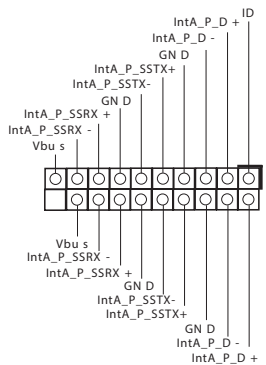 ID
IntA_P_D +
IntA_P_D -
GN D
IntA_P_SSTX+
IntA_P_SSTX-
GN D
IntA_P_SSRX +
IntA_P_SSRX -
Vbu s
Vbu s
IntA_P_SSRX -
IntA_P_SSRX +
GN D
IntA_P_SSTX-
IntA_P_SSTX+
GN D
IntA_P_D -
IntA_P_D +